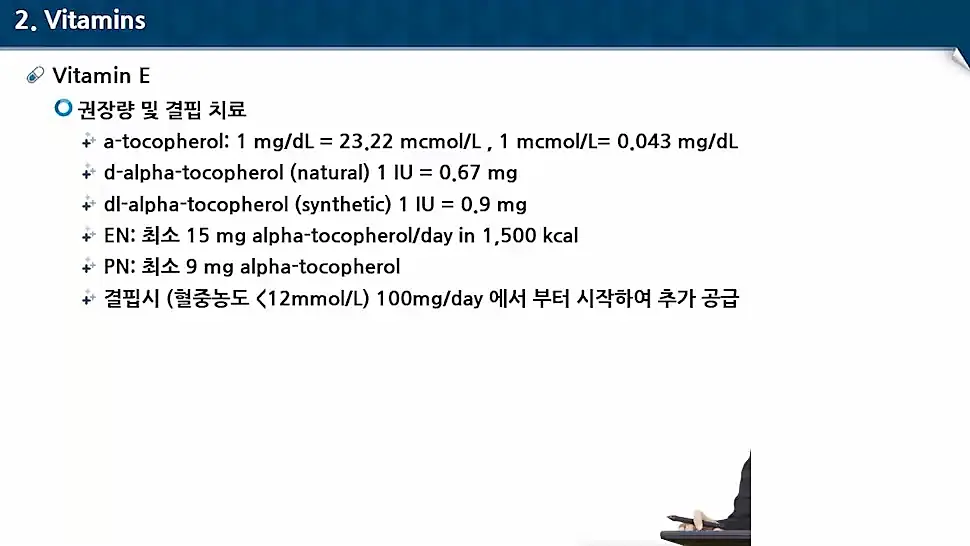 2. Vitamins
Vitamin E
권장량 및 결핍 치료
a-tocopherol: 1 mg/dL = 23.22 mcmol/L , 1 mcmol/L= 0.043 mg/dL
d-alpha-tocopherol (natural) 1 IU = 0.67 mg
dl-alpha-tocopherol (synthetic) 1 IU = 0.9 mg
EN: 최소 15 mg alpha-tocopherol/day in 1,500 kcal
PN: 최소 9 mg alpha-tocopherol
결핍시 (혈중농도 <12mmol/L) 100mg/day 에서 부터 시작하여 추가 공급